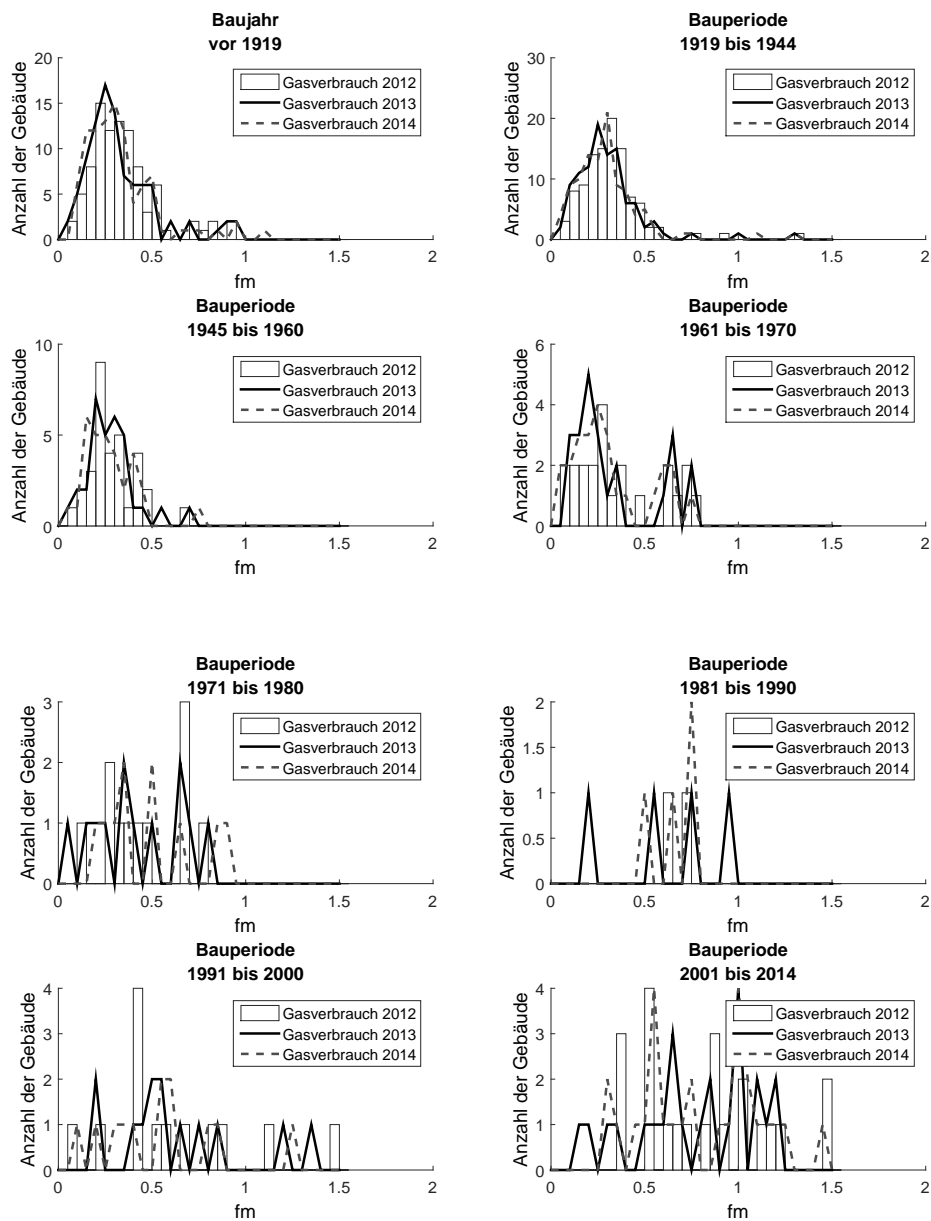 Baujahr
vor 1919
Anzahl der Gebäude
20
15
10
5
0
0 0.5 1 1.5 2
fm
Gasverbrauch 2012
Gasverbrauch 2013
Gasverbrauch 2014
Bauperiode
1919 bis 1944
Anzahl der Gebäude
30
20
10
0
0 0.5 1 1.5 2
fm
Gasverbrauch 2012
Gasverbrauch 2013
Gasverbrauch 2014
Bauperiode
1945 bis 1960
Anzahl der Gebäude
10
5
0
0 0.5 1 1.5 2
fm
Gasverbrauch 2012
Gasverbrauch 2013
Gasverbrauch 2014
Bauperiode
1961 bis 1970
Anzahl der Gebäude
6
4
2
0
0 0.5 1 1.5 2
fm
Gasverbrauch 2012
Gasverbrauch 2013
Gasverbrauch 2014
Bauperiode
1971 bis 1980
Anzahl der Gebäude
3
2
1
0
0 0.5 1 1.5 2
fm
Gasverbrauch 2012
Gasverbrauch 2013
Gasverbrauch 2014
Bauperiode
1981 bis 1990
Anzahl der Gebäude
2
1.5
1
0.5
0
0 0.5 1 1.5 2
fm
Gasverbrauch 2012
Gasverbrauch 2013
Gasverbrauch 2014
Bauperiode
1991 bis 2000
Anzahl der Gebäude
4
3
2
1
0
0 0.5 1 1.5 2
fm
Gasverbrauch 2012
Gasverbrauch 2013
Gasverbrauch 2014
Bauperiode
2001 bis 2014
Anzahl der Gebäude
4
3
2
1
0
0 0.5 1 1.5 2
fm
Gasverbrauch 2012
Gasverbrauch 2013
Gasverbrauch 2014